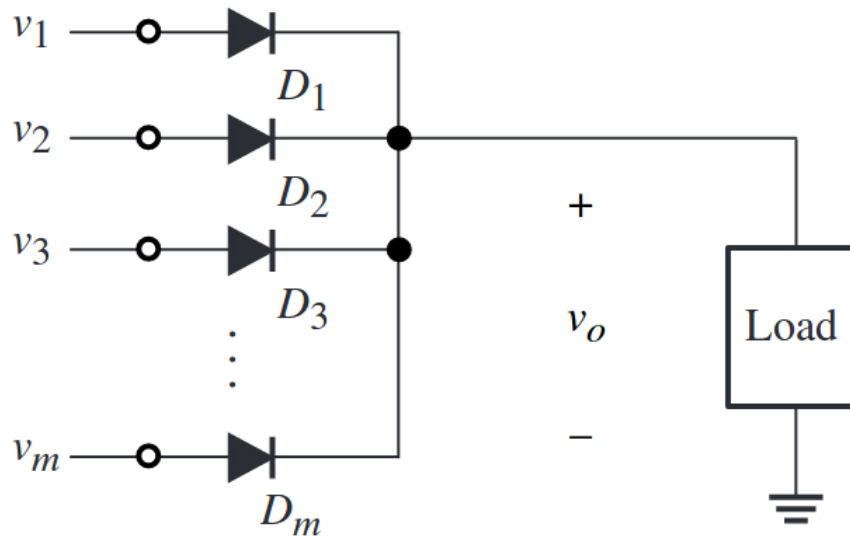 v₁
D₁
v₂
D₂
+
v₃
D₃
vₒ
Load
⋮
−
vₘ
Dₘ